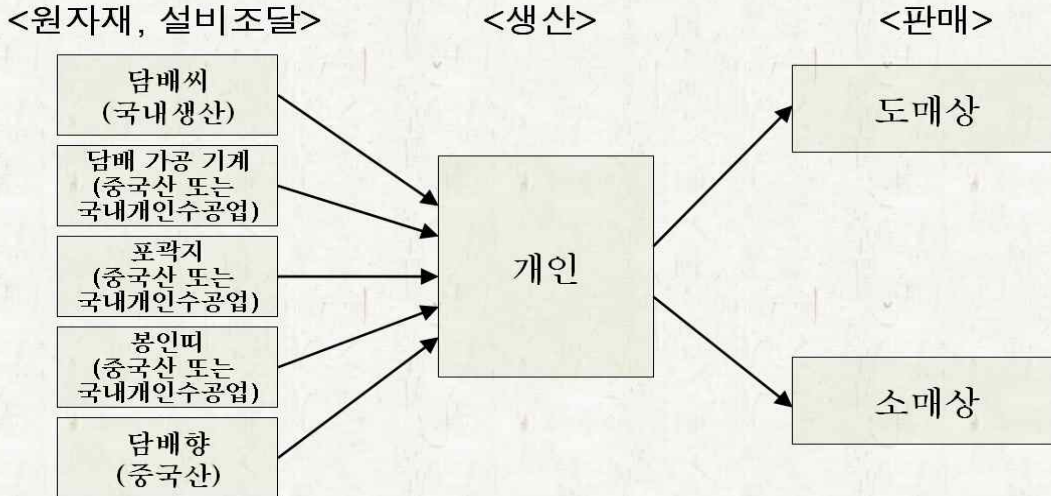 <원자재, 설비조달>
<생산>
<판매>
담배씨
(국내생산)
담배 가공 기계
(중국산 또는
국내개인수공업)
포곽지
(중국산 또는
국내개인수공업)
봉인띠
(중국산 또는
국내개인수공업)
담배향
(중국산)
개인
도매상
소매상